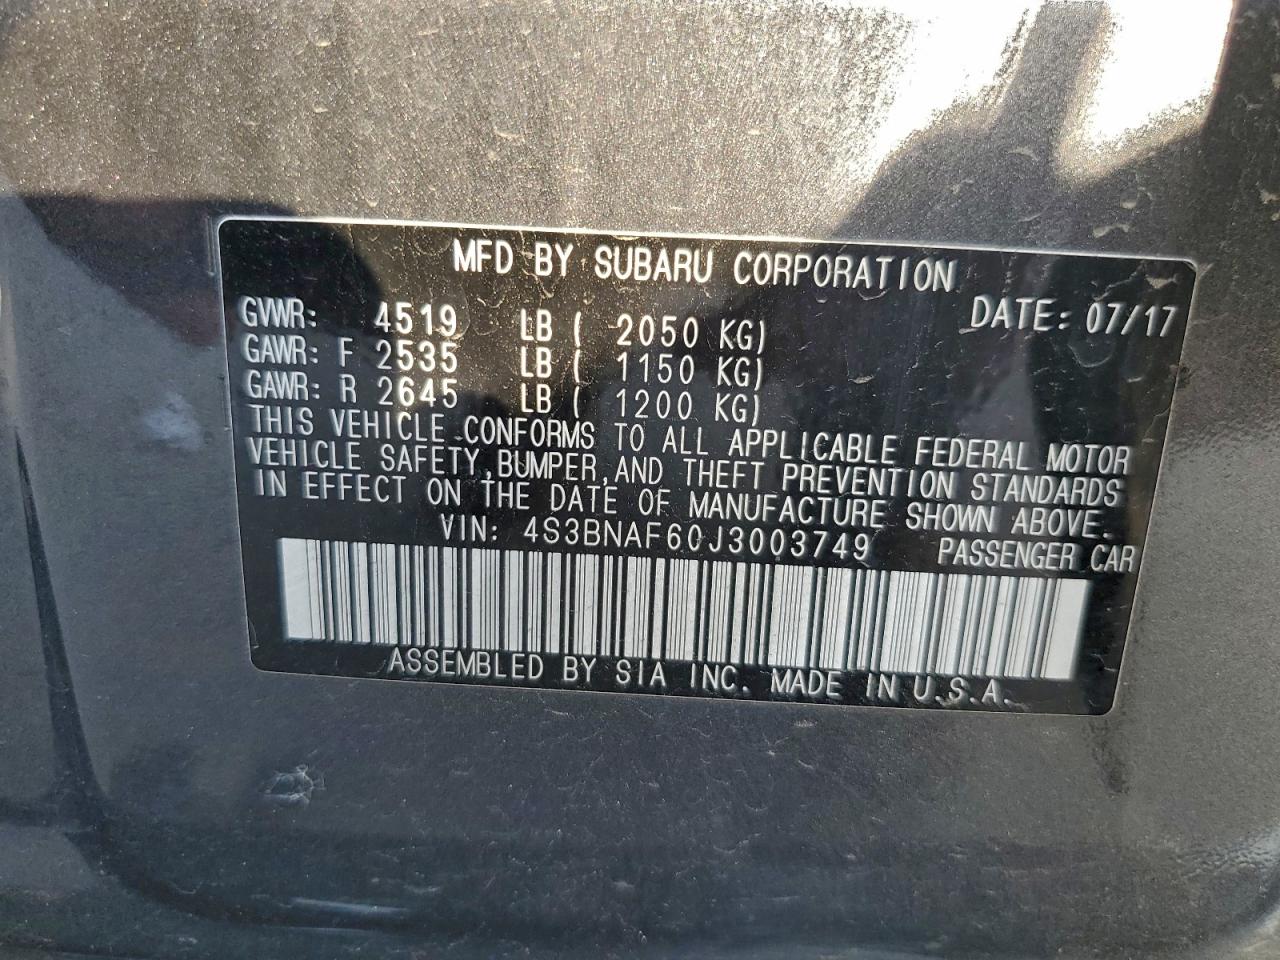 MFD BY SUBARU CORPORATION
DATE: 07/17
GVWR: 4519 LB ( 2050 KG)
GAWR: F 2535 LB ( 1150 KG)
GAWR: R 2645 LB ( 1200 KG)
THIS VEHICLE CONFORMS TO ALL APPLICABLE FEDERAL MOTOR
VEHICLE SAFETY, BUMPER, AND THEFT PREVENTION STANDARDS
IN EFFECT ON THE DATE OF MANUFACTURE SHOWN ABOVE.
VIN: 4S3BNAF60J3003749 PASSENGER CAR
ASSEMBLED BY SIA INC. MADE IN U.S.A.